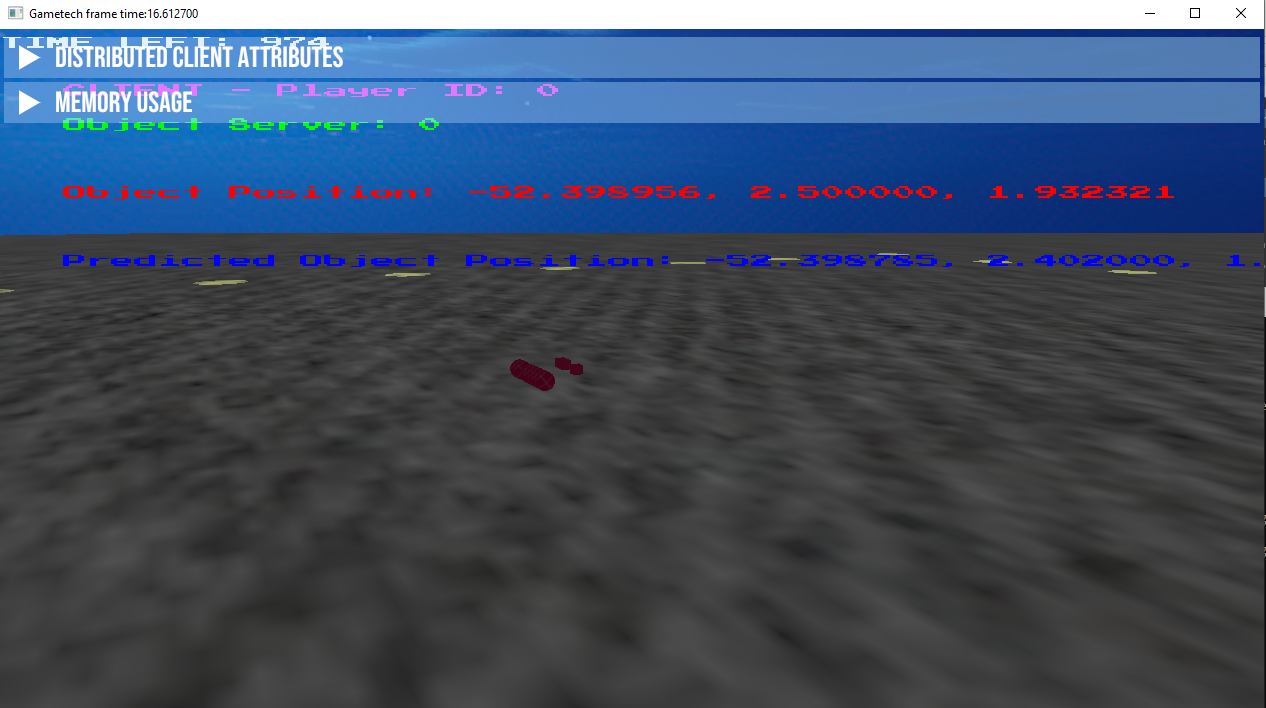 Gametech frame time:16.612700
TIME LEFT: 974
DISTRIBUTED CLIENT ATTRIBUTES
CLIENT - Player ID: 0
MEMORY USAGE
Object Server: 0
Object Position: -52.398956, 2.500000, 1.932321
Predicted Object Position: -52.398785, 2.402000, 1.